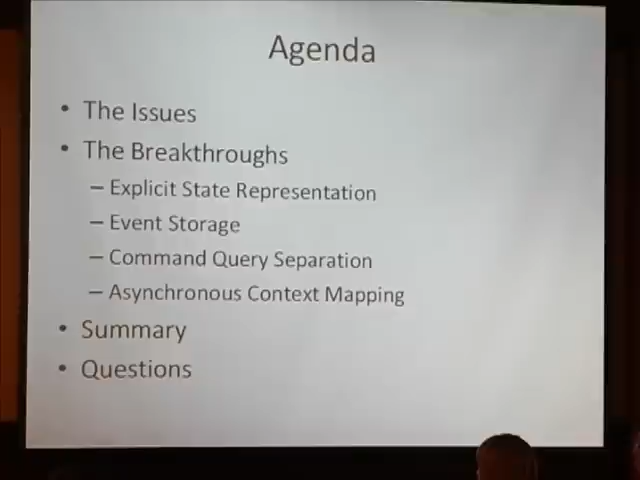 Agenda
• The Issues
• The Breakthroughs
– Explicit State Representation
– Event Storage
– Command Query Separation
– Asynchronous Context Mapping
• Summary
• Questions